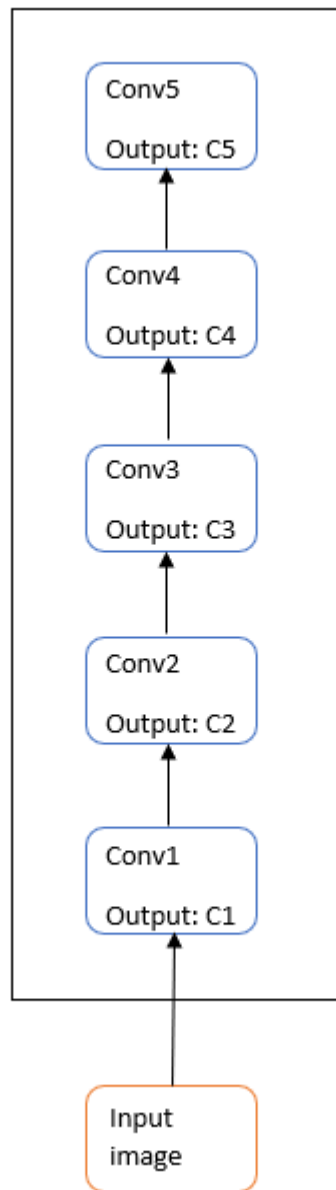 Conv5
Output: C5
Conv4
Output: C4
Conv3
Output: C3
Conv2
Output: C2
Conv1
Output: C1
Input
image